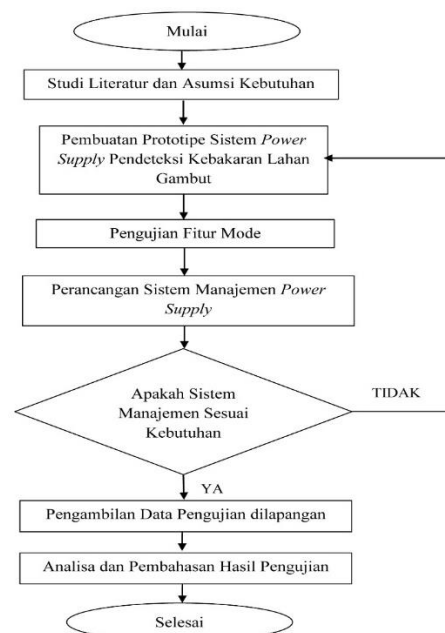 Mulai
Studi Literatur dan Asumsi Kebutuhan
Pembuatan Prototipe Sistem Power
Supply Pendeteksi Kebakaran Lahan
Gambut
Pengujian Fitur Mode
Perancangan Sistem Manajemen Power
Supply
Apakah Sistem
Manajemen Sesuai
Kebutuhan
TIDAK
YA
Pengambilan Data Pengujian dilapangan
Analisa dan Pembahasan Hasil Pengujian
Selesai